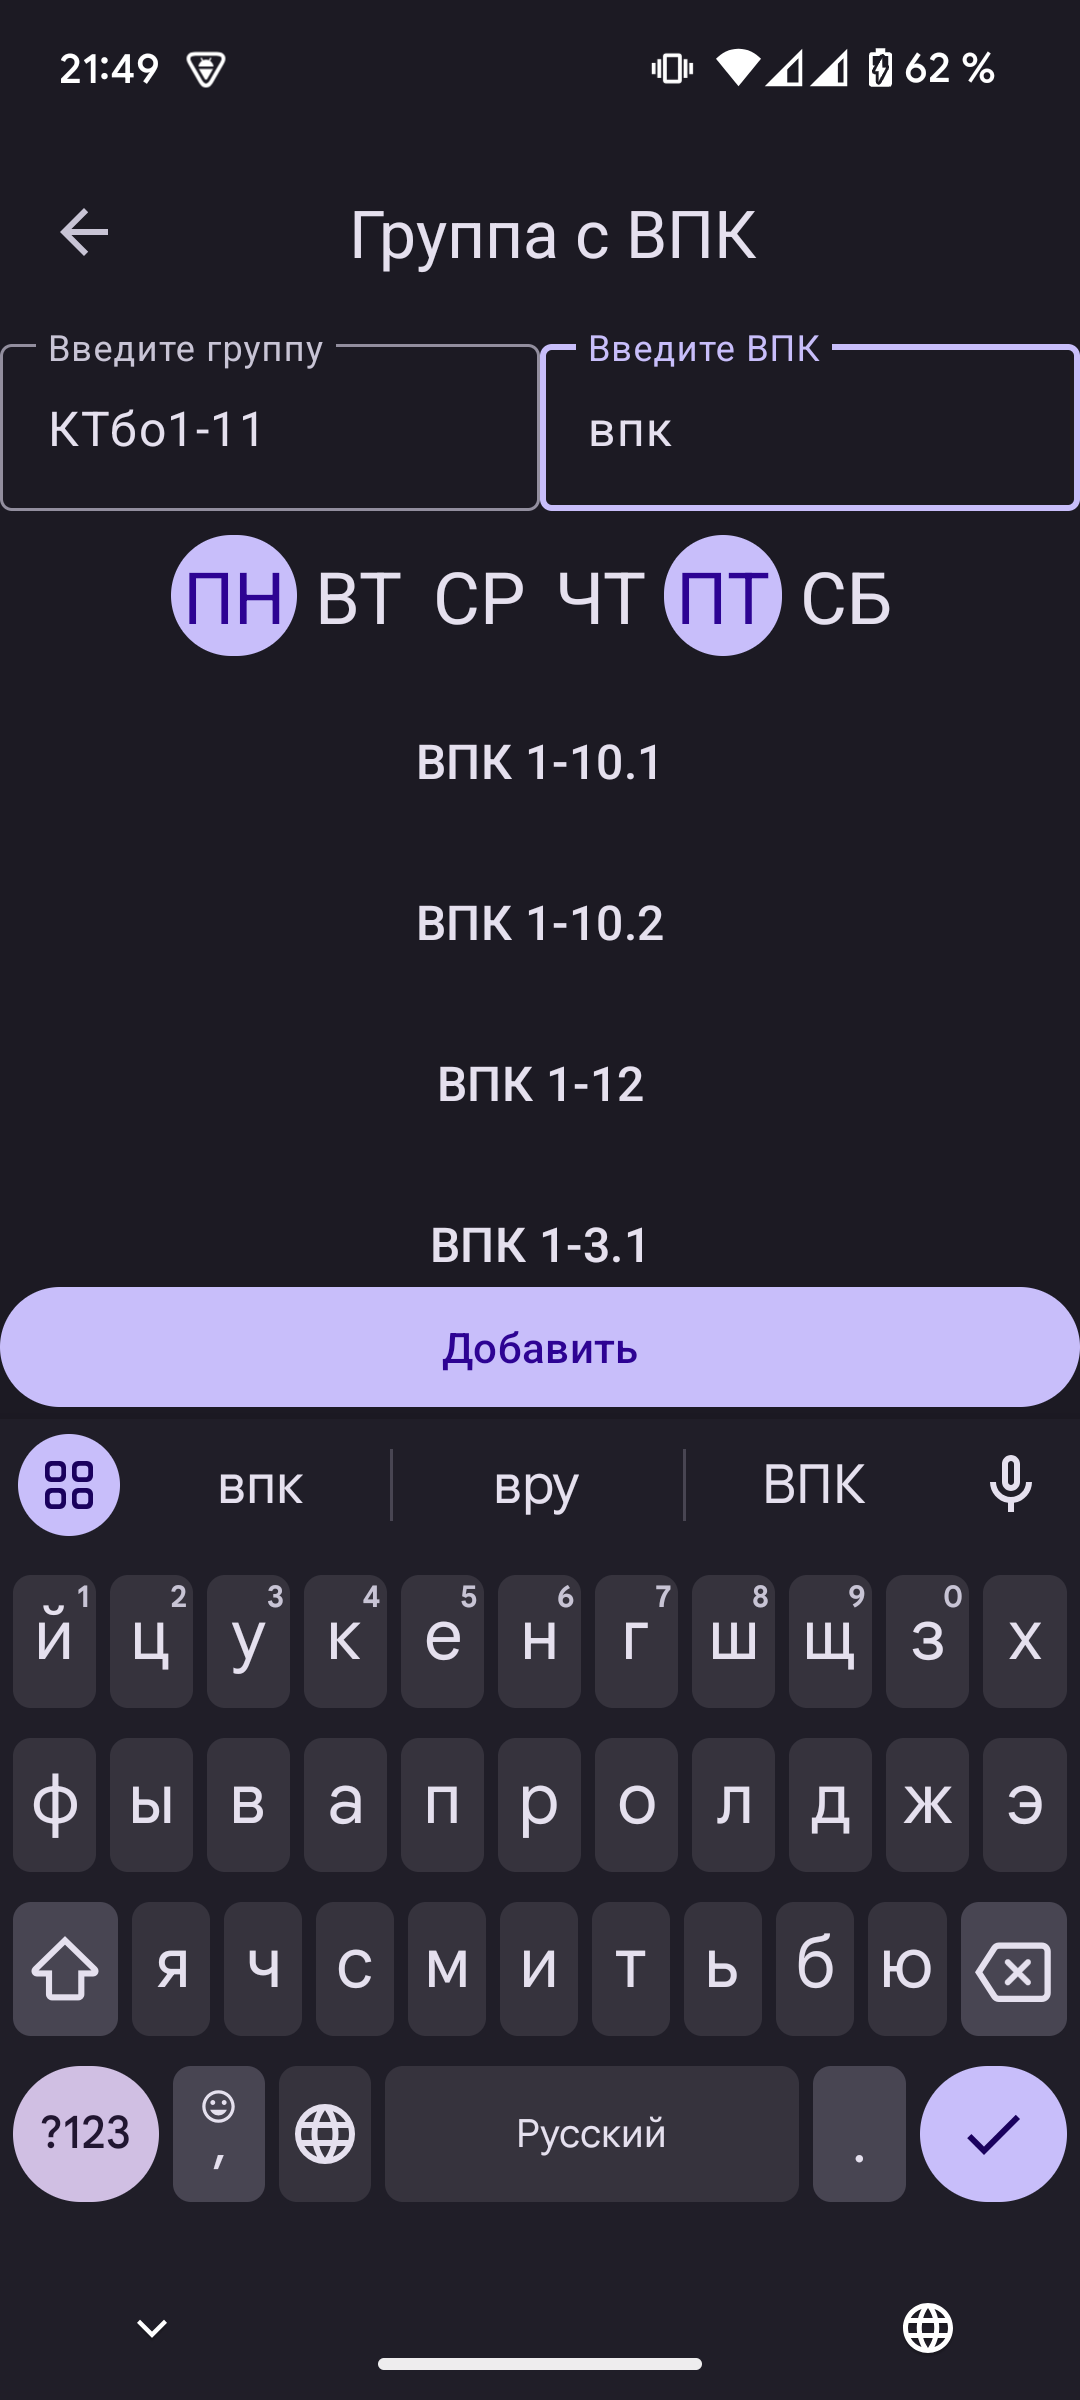 21:49 62 %
Группа с ВПК
Введите группу Введите ВПК
КТбо1-11 впк
ПН ВТ СР ЧТ ПТ СБ
ВПК 1-10.1
ВПК 1-10.2
ВПК 1-12
ВПК 1-3.1
Добавить
впк вру ВПК
1 2 3 4 5 6 7 8 9 0
й ц у к е н г ш щ з х
ф ы в а п р о л д ж э
я ч с м и т ь б ю
?123 , Русский .